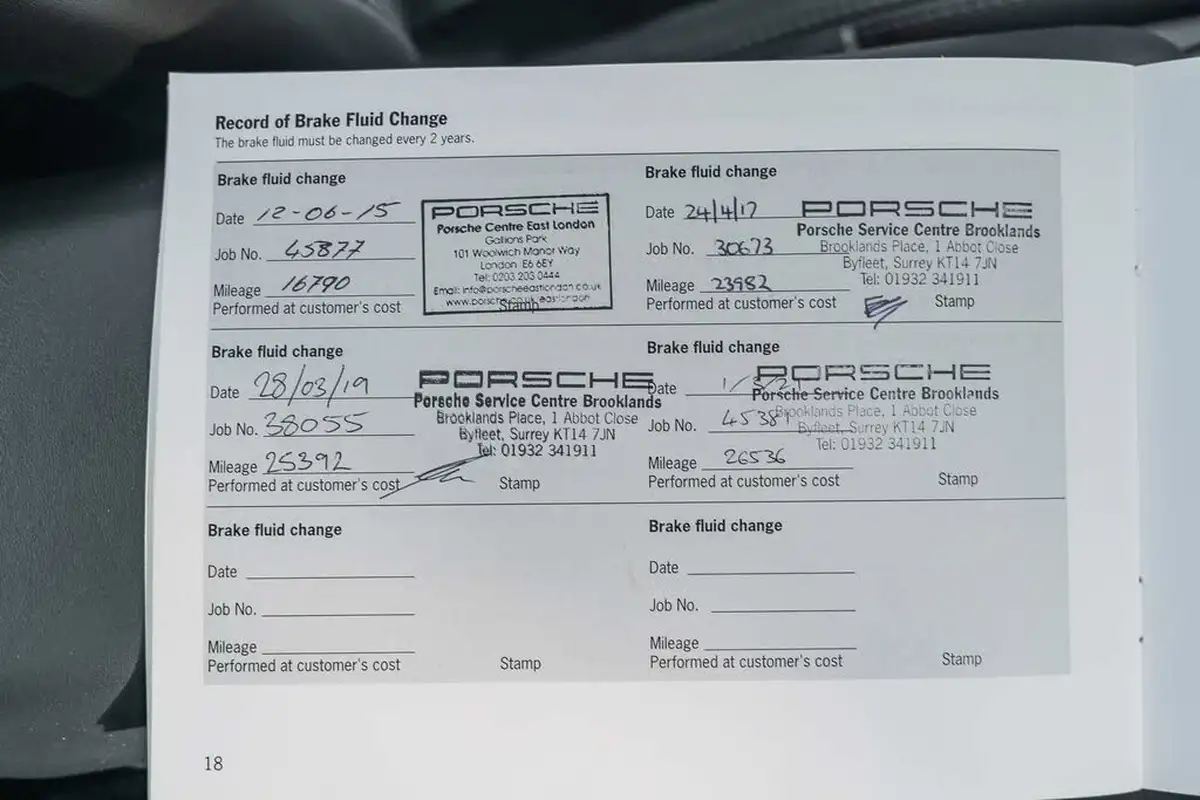 Record of Brake Fluid Change
The brake fluid must be changed every 2 years.
Brake fluid change
Date 12-06-15
Job No. 45877
Mileage 16790
Performed at customer's cost
PORSCHE
Porsche Centre East London
Gallions Park
101 Woolwich Manor Way
London E6 6EY
Tel: 0203 203 0444
Email: info@porscheeastlondon.co.uk
Stamp
Brake fluid change
Date 24/4/17
Job No. 30673
Mileage 23982
Performed at customer's cost
PORSCHE
Porsche Service Centre Brooklands
Brooklands Place, 1 Abbot Close
Byfleet, Surrey KT14 7JN
Tel: 01932 341911
Stamp
Brake fluid change
Date 28/03/19
Job No. 38055
Mileage 25392
Performed at customer's cost
PORSCHE
Porsche Service Centre Brooklands
Brooklands Place, 1 Abbot Close
Byfleet, Surrey KT14 7JN
Tel: 01932 341911
Stamp
Brake fluid change
Date
Job No. 45381
Mileage 26536
Performed at customer's cost
PORSCHE
Porsche Service Centre Brooklands
Brooklands Place, 1 Abbot Close
Byfleet, Surrey KT14 7JN
Tel: 01932 341911
Stamp
Brake fluid change
Date
Job No.
Mileage
Performed at customer's cost
Stamp
Brake fluid change
Date
Job No.
Mileage
Performed at customer's cost
Stamp
18